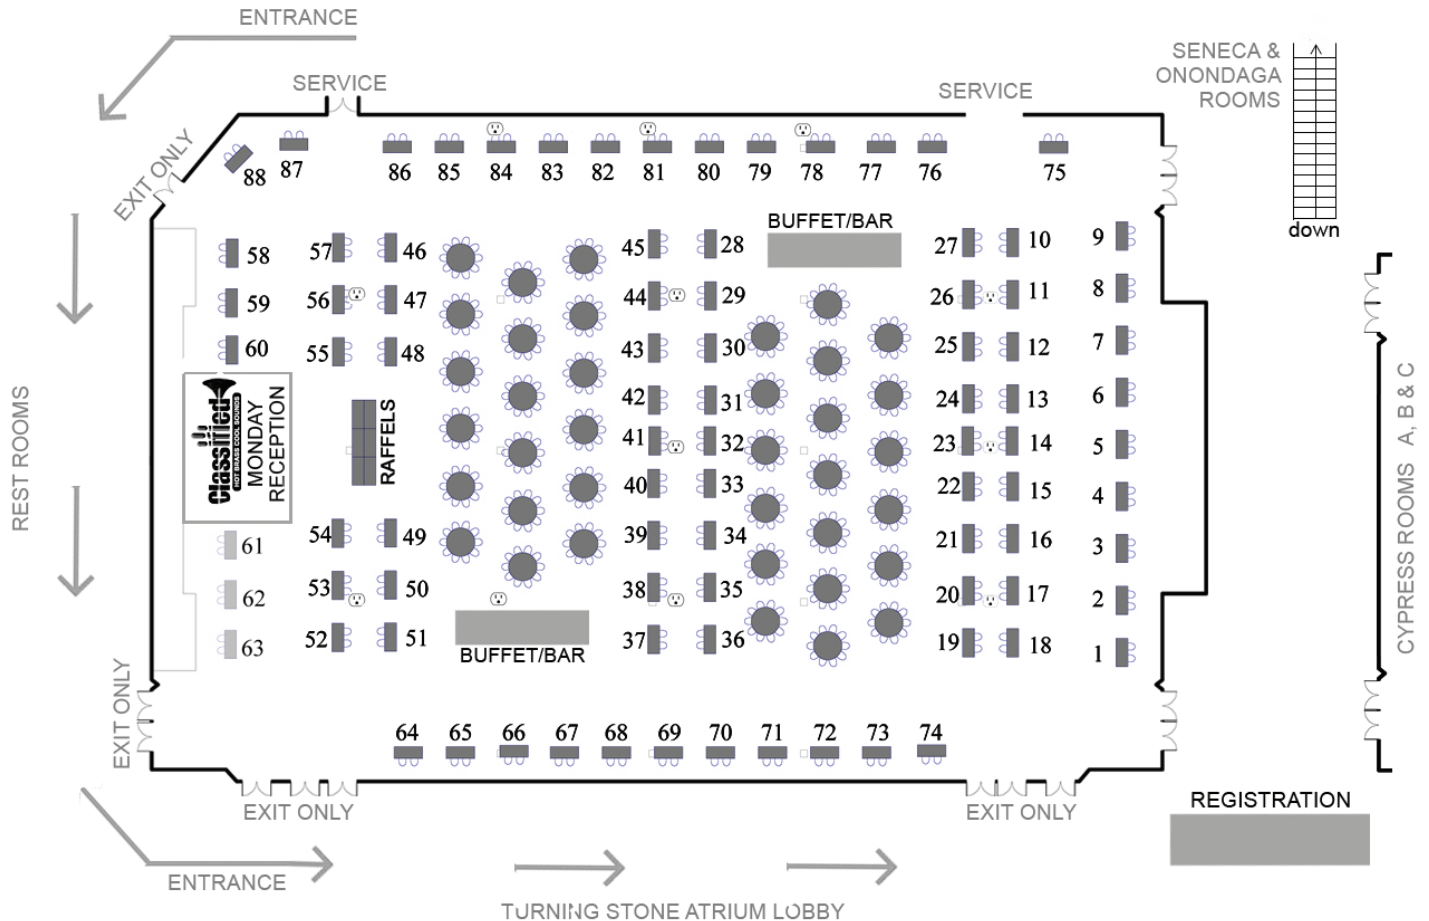 ENTRANCE
SENECA &
ONONDAGA
ROOMS
SERVICE
SERVICE
EXIT ONLY
88 87 86 85 84 83 82 81 80 79 78 77 76 75
down
BUFFET/BAR
58 57 46 45 28 27 10 9
59 56 47 44 29 26 11 8
60 55 48 43 30 25 12 7
42 31 24 13 6
Classified
HOT BRASS COOL SOUNDS
MONDAY
RECEPTION
RAFFELS
41 32 23 14 5
40 33 22 15 4
61 54 49 39 34 21 16 3
62 53 50 38 35 20 17 2
63 52 51 37 36 19 18 1
BUFFET/BAR
REST ROOMS
CYPRESS ROOMS A, B & C
EXIT ONLY
64 65 66 67 68 69 70 71 72 73 74
EXIT ONLY
EXIT ONLY
REGISTRATION
ENTRANCE
TURNING STONE ATRIUM LOBBY